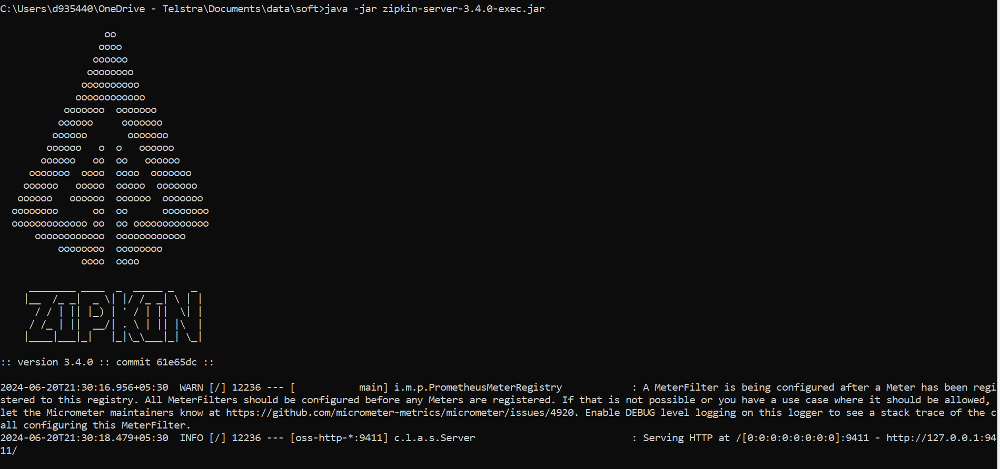 C:\Users\d935440\OneDrive - Telstra\Documents\data\soft>java -jar zipkin-server-3.4.0-exec.jar

                  oo
                 oooo
                oooooo
               oooooooo
              oooooooooo
             oooooooooooo
           ooooooo  ooooooo
          oooooo     ooooooo
         oooooo       ooooooo
        oooooo   o  o   oooooo
       oooooo   oo  oo   oooooo
     ooooooo  oooo  oooo  ooooooo
    oooooo   ooooo  ooooo  ooooooo
   oooooo   oooooo  oooooo  ooooooo
  oooooooo      oo  oo      oooooooo
  ooooooooooooo oo  oo ooooooooooooo
      oooooooooooo  oooooooooooo
          oooooooo  oooooooo
              oooo  oooo

     ________ ____  _  _____ _   _
    |__  /_ _|  _ \| |/ /_ _| \ | |
      / / | || |_) | ' / | ||  \| |
     / /_ | ||  __/| . \ | || |\  |
    |____|___|_|   |_|\_\___|_| \_|

:: version 3.4.0 :: commit 61e65dc ::

2024-06-20T21:30:16.956+05:30  WARN [/] 12236 --- [           main] i.m.p.PrometheusMeterRegistry            : A MeterFilter is being configured after a Meter has been regi
stered to this registry. All MeterFilters should be configured before any Meters are registered. If that is not possible or you have a use case where it should be allowed,
let the Micrometer maintainers know at https://github.com/micrometer-metrics/micrometer/issues/4920. Enable DEBUG level logging on this logger to see a stack trace of the c
all configuring this MeterFilter.
2024-06-20T21:30:18.479+05:30  INFO [/] 12236 --- [oss-http-*:9411] c.l.a.s.Server                           : Serving HTTP at /[0:0:0:0:0:0:0:0]:9411 - http://127.0.0.1:94
11/